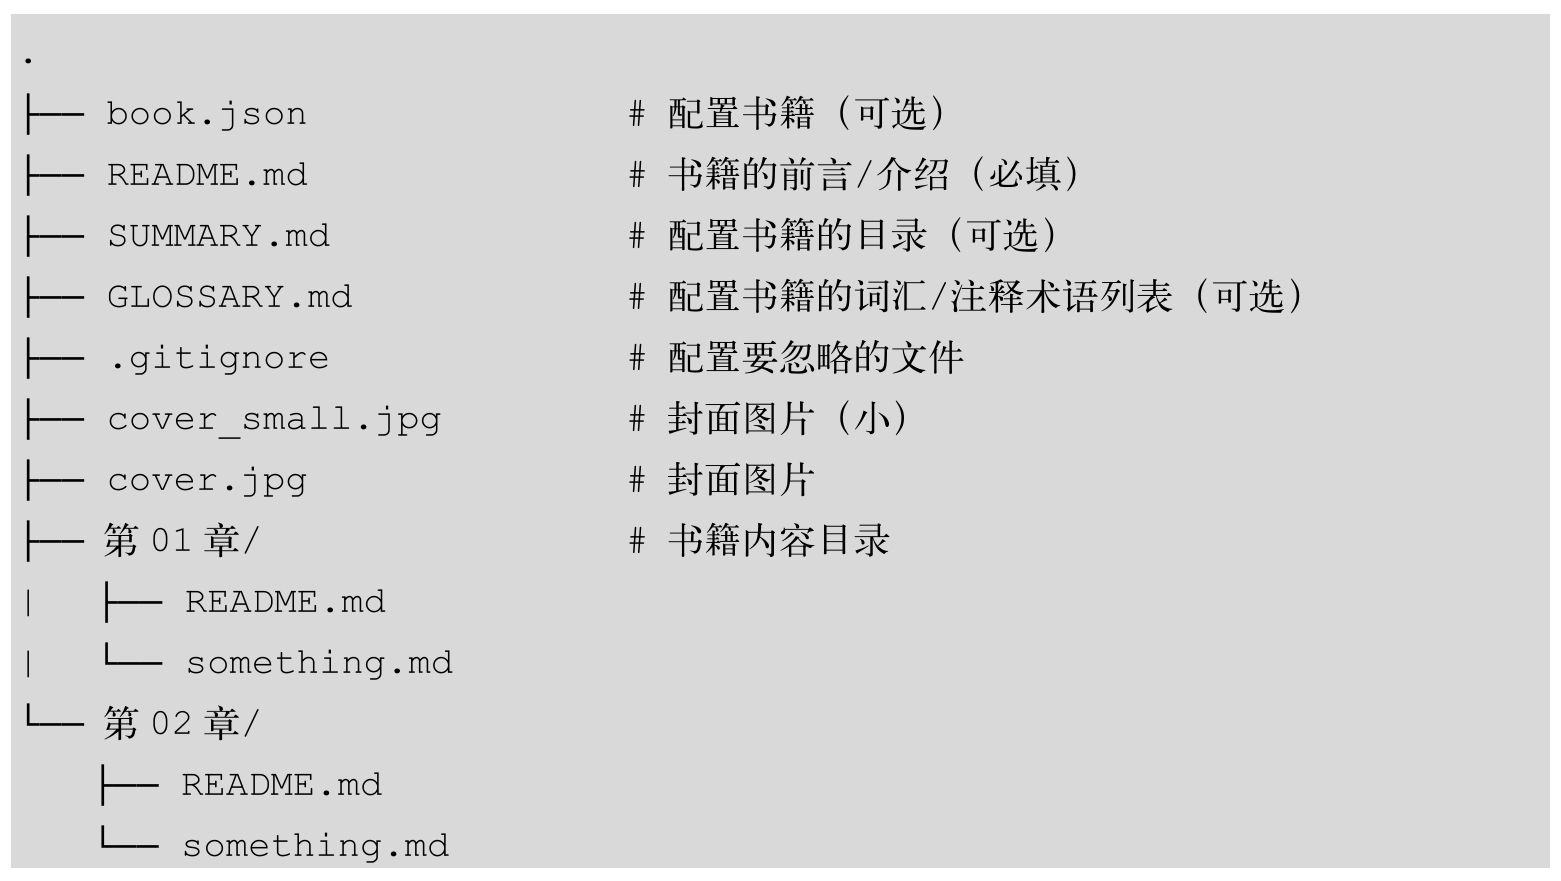 .
├── book.json # 配置书籍（可选）
├── README.md # 书籍的前言/介绍（必填）
├── SUMMARY.md # 配置书籍的目录（可选）
├── GLOSSARY.md # 配置书籍的词汇/注释术语列表（可选）
├── .gitignore # 配置要忽略的文件
├── cover_small.jpg # 封面图片（小）
├── cover.jpg # 封面图片
├── 第 01 章/ # 书籍内容目录
|   ├── README.md
|   └── something.md
└── 第 02 章/
    ├── README.md
    └── something.md